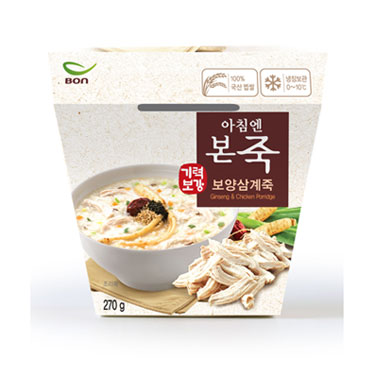 BON
100%
국산 쌀
냉장보관
0~10℃
아침엔
본죽
기력
보강
보양삼계죽
Ginseng & Chicken Porridge
270 g